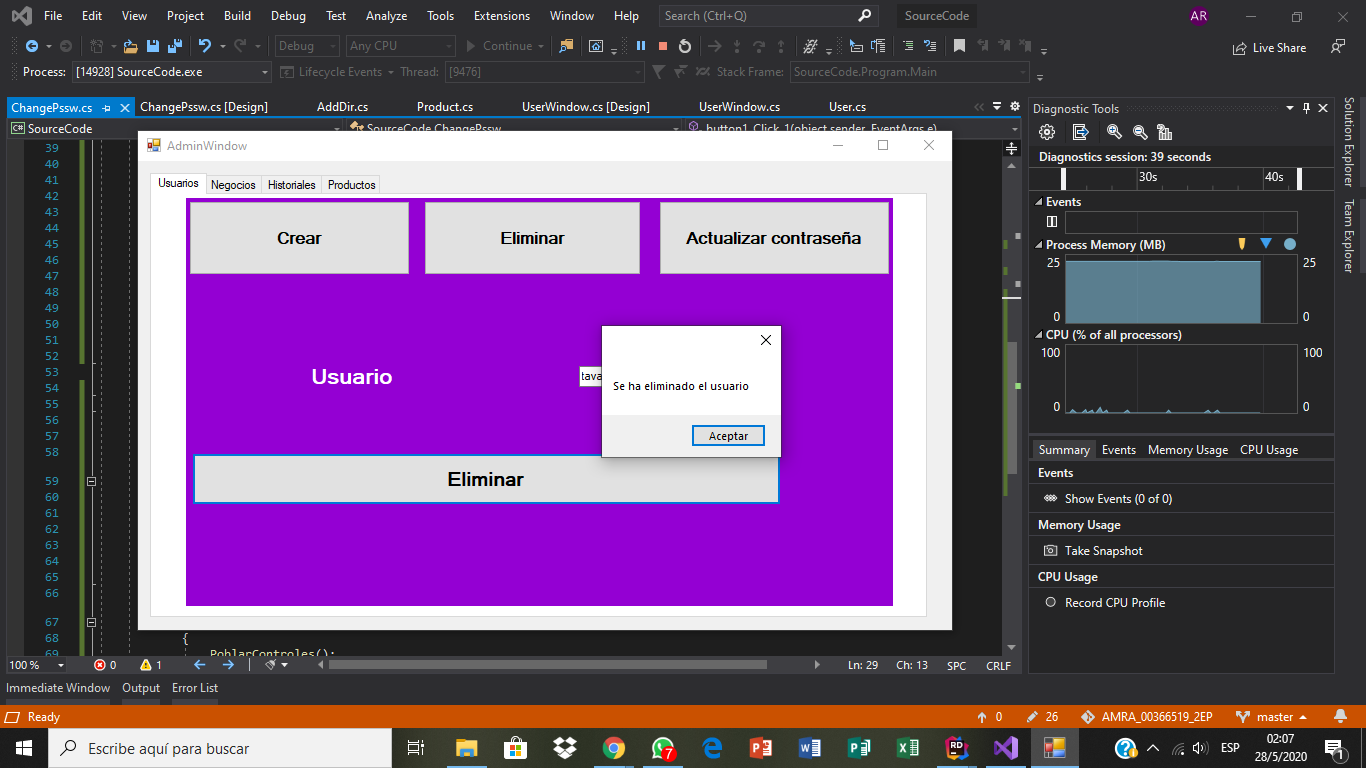 File Edit View Project Build Debug Test Analyze Tools Extensions Window Help Search (Ctrl+Q) SourceCode AR
Debug Any CPU Continue Live Share
Process: [14928] SourceCode.exe Lifecycle Events Thread: [9476] Stack Frame: SourceCode.Program.Main
ChangePssw.cs ChangePssw.cs [Design] AddDir.cs Product.cs UserWindow.cs [Design] UserWindow.cs User.cs
SourceCode SourceCode.ChangePssw button1_Click_1(object sender, EventArgs e)
39
40
41
42
43
44
45
46
47
48
49
50
51
52
53
54
55
56
57
58
59
60
61
62
63
64
65
66
67
68 {
69 PoblarControles();
AdminWindow
Usuarios Negocios Historiales Productos
Crear Eliminar Actualizar contraseña
Usuario tava
Se ha eliminado el usuario
Aceptar
Eliminar
100 % 0 1 Ln: 29 Ch: 13 SPC CRLF
Diagnostic Tools
Diagnostics session: 39 seconds
30s 40s
Events
Process Memory (MB)
25 25
0 0
CPU (% of all processors)
100 100
0 0
Summary Events Memory Usage CPU Usage
Events
Show Events (0 of 0)
Memory Usage
Take Snapshot
CPU Usage
Record CPU Profile
Solution Explorer
Team Explorer
Immediate Window Output Error List
Ready 0 26 AMRA_00366519_2EP master
Escribe aquí para buscar 7 RD ESP 02:07
28/5/2020 1